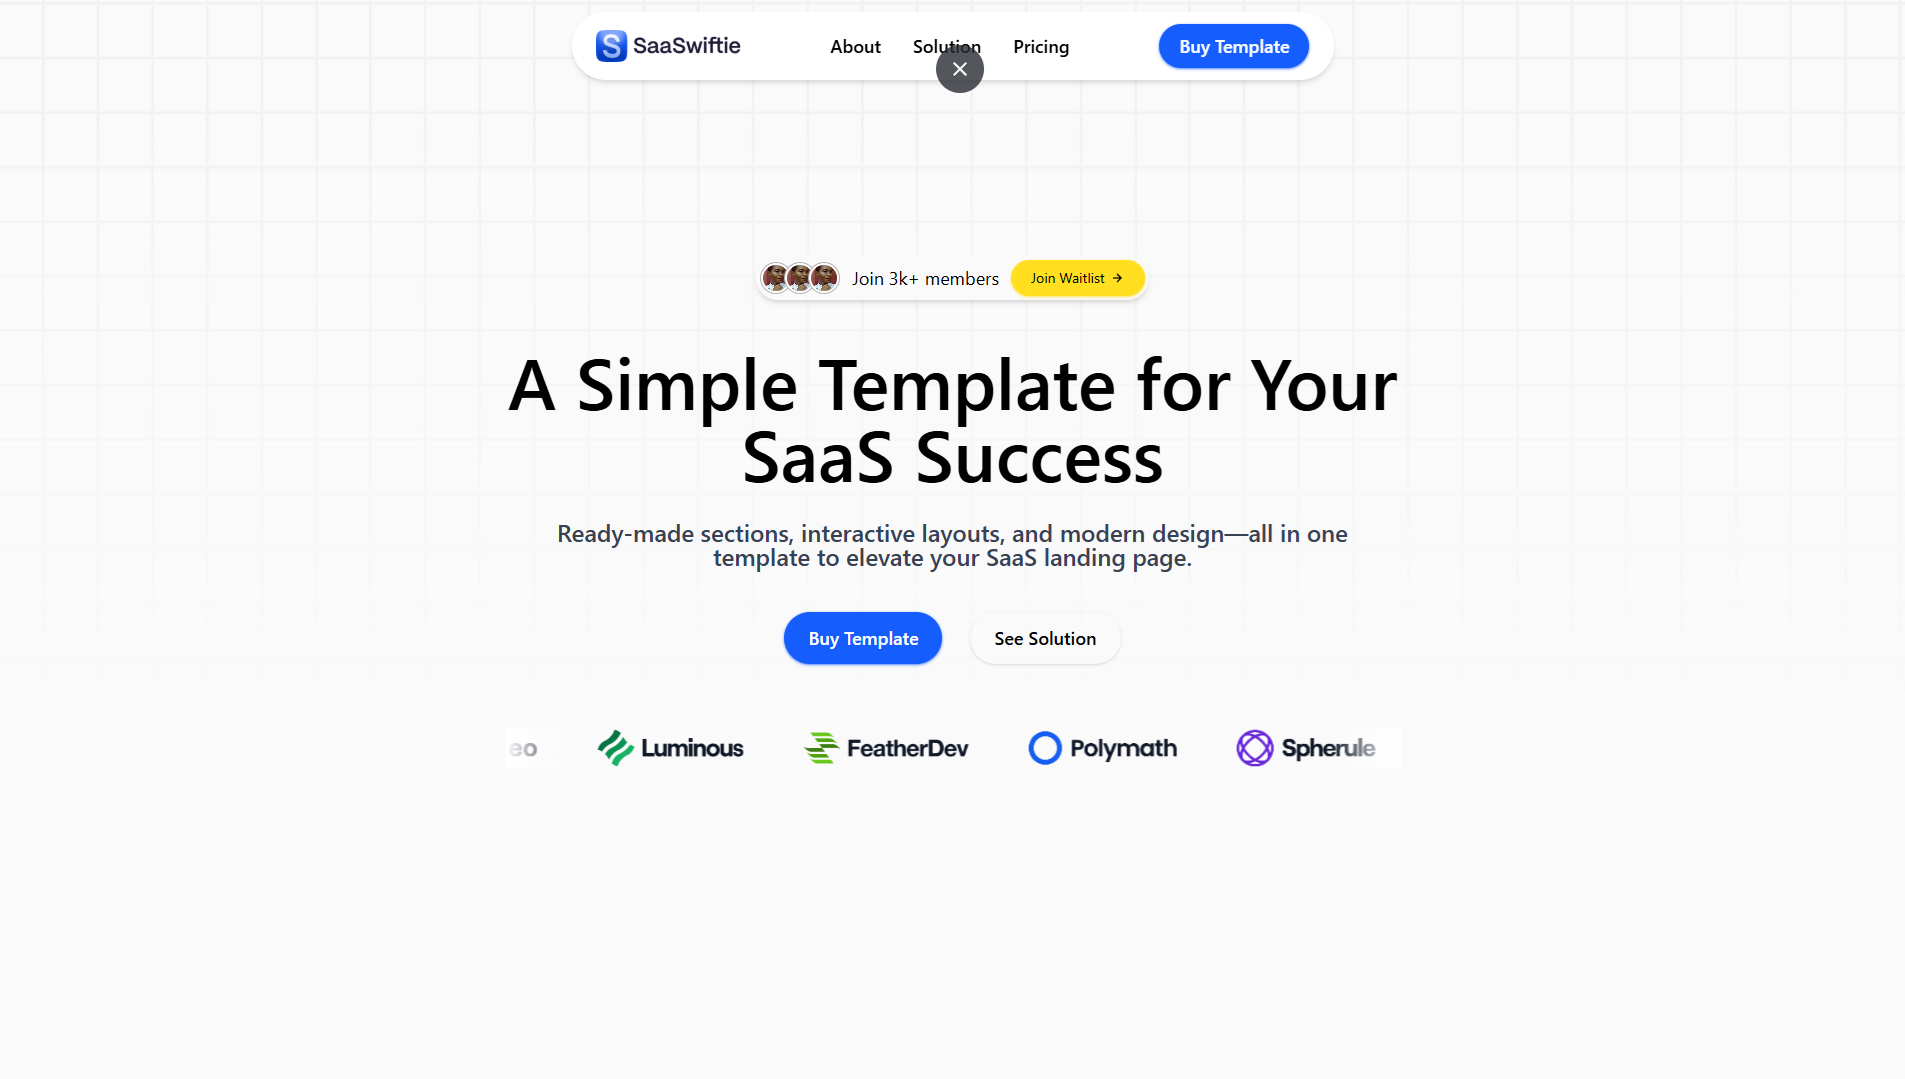 SaaSwiftie
About
Solution
Pricing
Buy Template
Join 3k+ members
Join Waitlist →
A Simple Template for Your
SaaS Success
Ready-made sections, interactive layouts, and modern design—all in one
template to elevate your SaaS landing page.
Buy Template
See Solution
eo
Luminous
FeatherDev
Polymath
Spherule